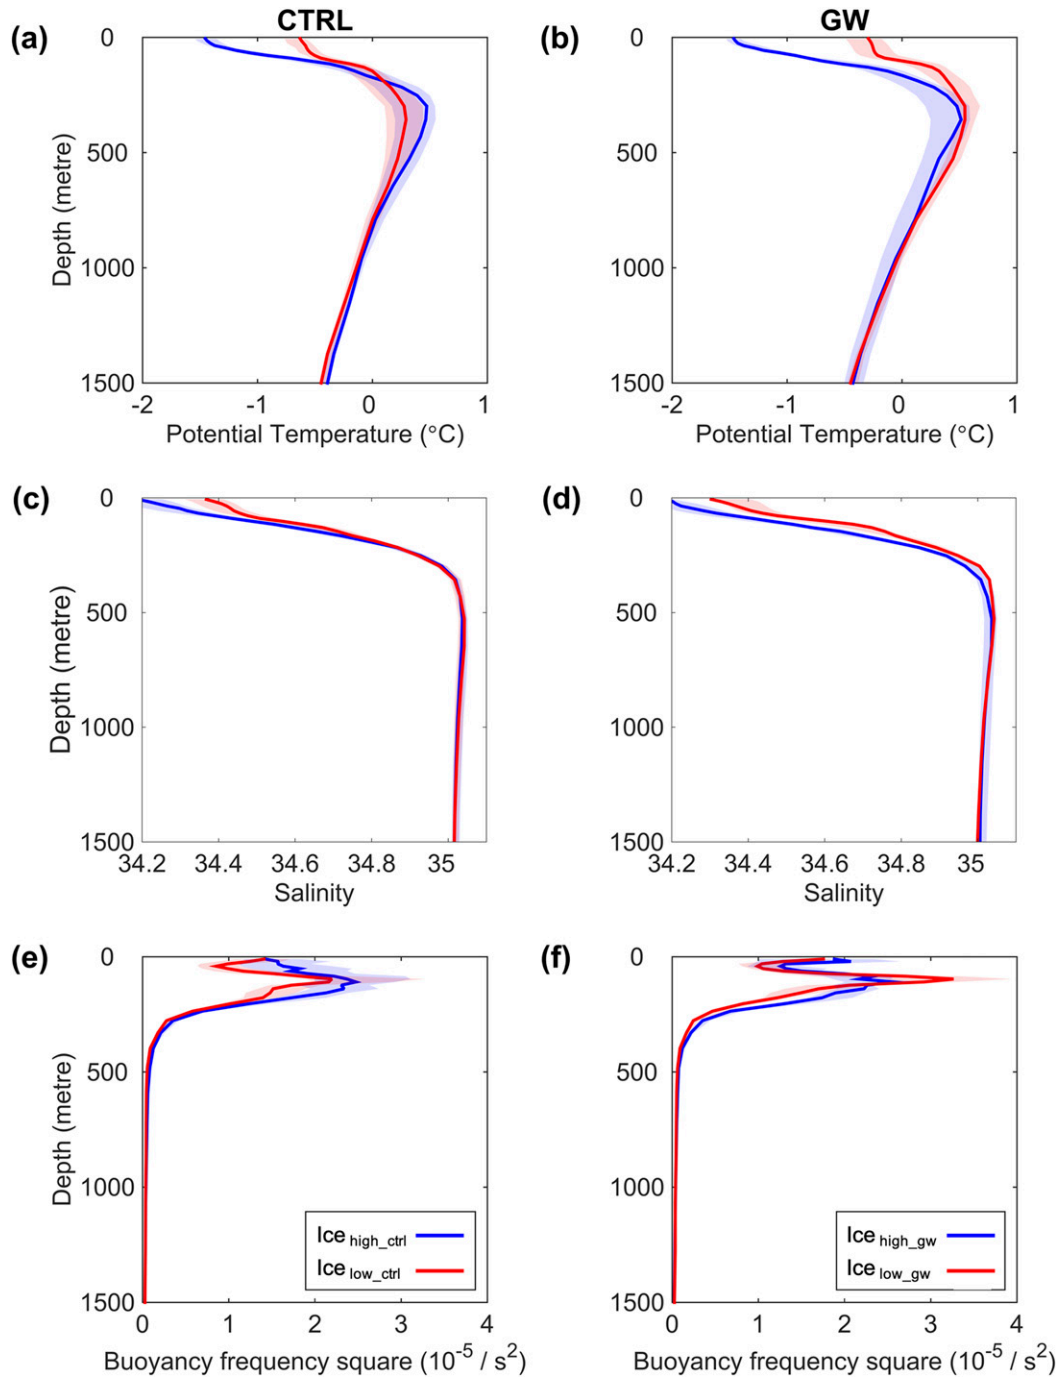 CTRL
GW
(a)
(b)
0
500
1000
1500
Depth (metre)
-2
-1
0
1
Potential Temperature (°C)
0
500
1000
1500
-2
-1
0
1
Potential Temperature (°C)
(c)
(d)
0
500
1000
1500
Depth (metre)
34.2
34.4
34.6
34.8
35
Salinity
0
500
1000
1500
34.2
34.4
34.6
34.8
35
Salinity
(e)
(f)
0
500
1000
1500
Depth (metre)
Ice high_ctrl
Ice low_ctrl
0
1
2
3
4
Buoyancy frequency square (10⁻⁵ / s²)
0
500
1000
1500
Ice high_gw
Ice low_gw
0
1
2
3
4
Buoyancy frequency square (10⁻⁵ / s²)